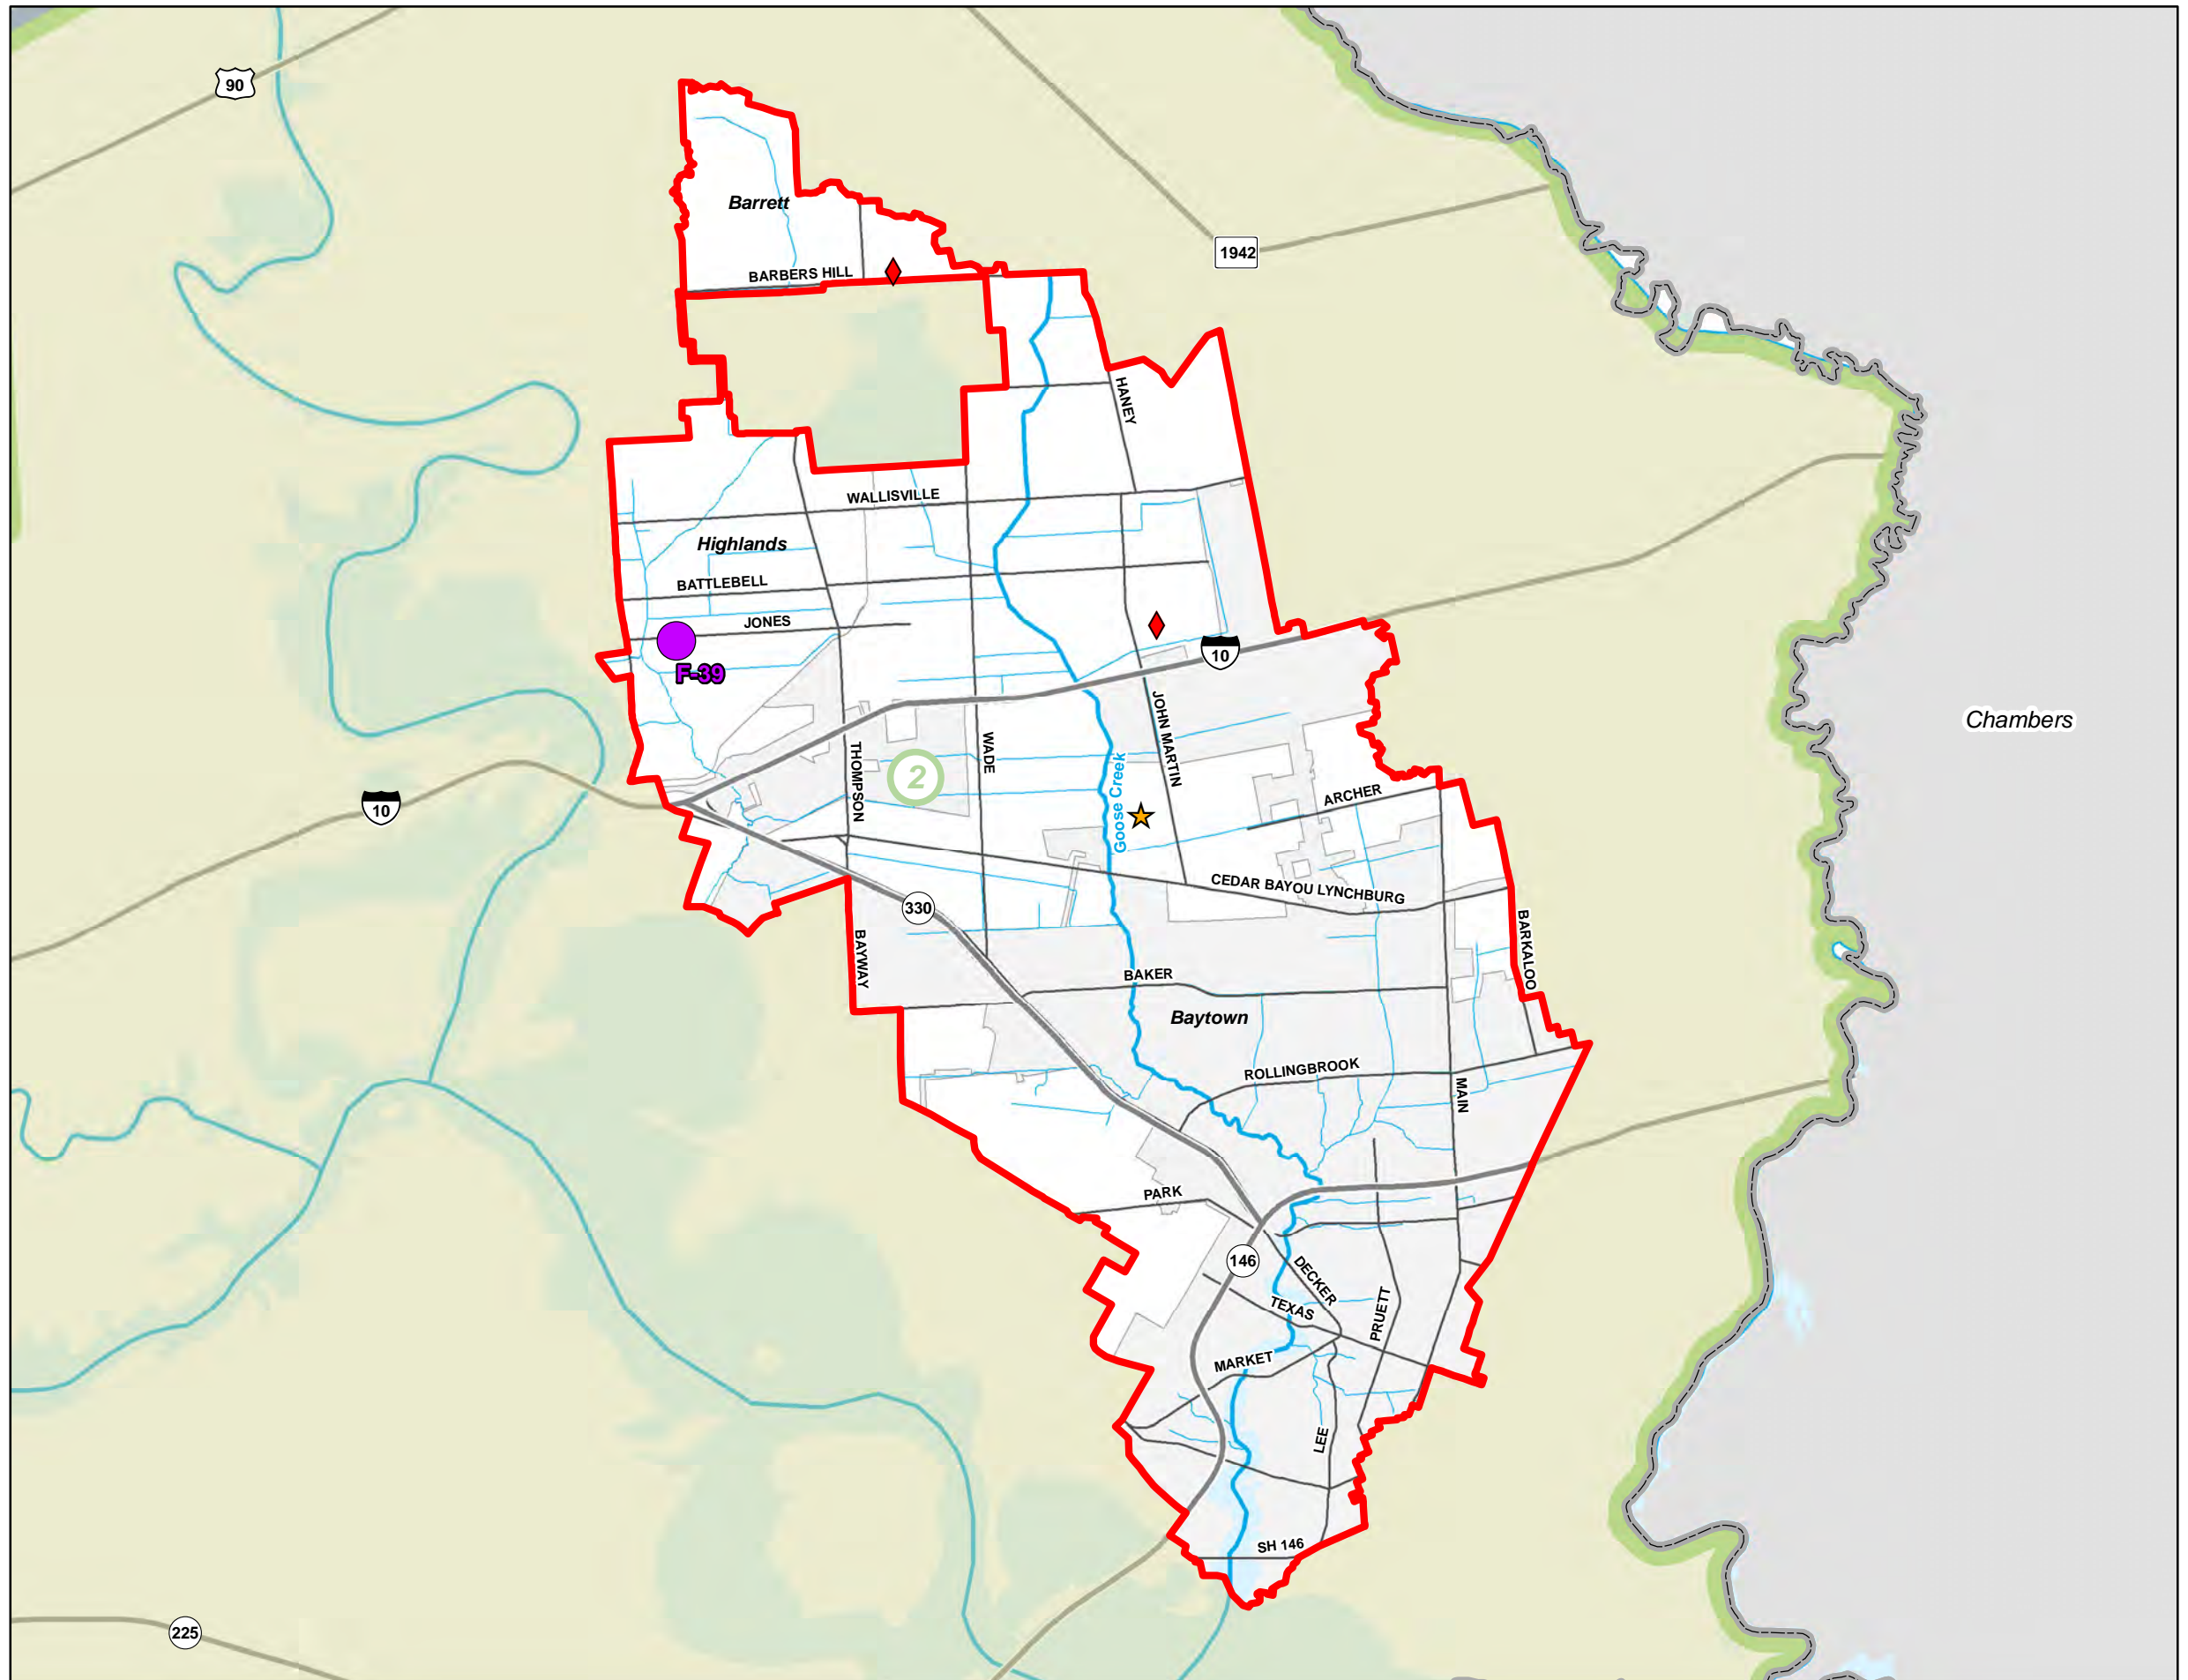 90
Barrett
1942
BARBERS HILL
HANEY
WALLISVILLE
Highlands
BATTLEBELL
JONES
10
F-39
JOHN MARTIN
Chambers
WADE
THOMPSON
2
Goose Creek
10
ARCHER
CEDAR BAYOU LYNCHBURG
330
BARKALOO
BAYWAY
BAKER
Baytown
ROLLINGBROOK
MAIN
PARK
146
DECKER
TEXAS
PRUETT
MARKET
LEE
SH 146
225